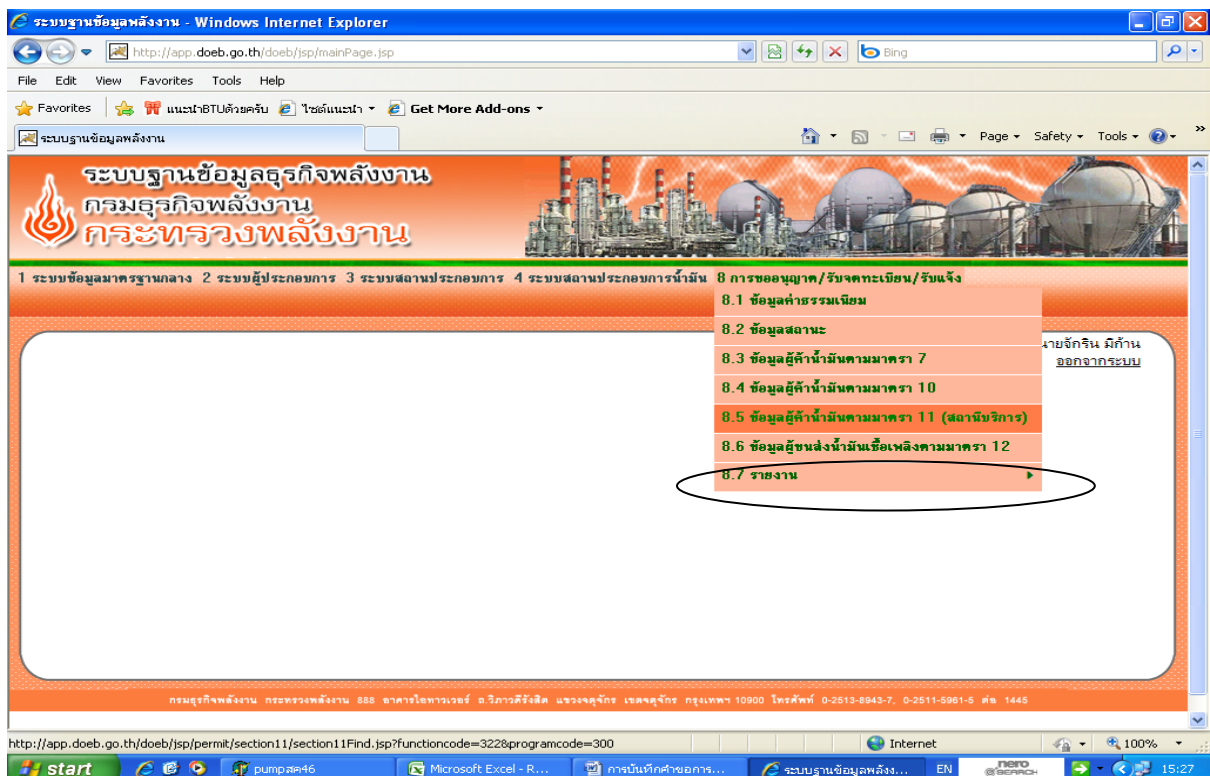 ระบบฐานข้อมูลพลังงาน - Windows Internet Explorer
http://app.doeb.go.th/doeb/jsp/mainPage.jsp
Bing
File Edit View Favorites Tools Help
Favorites แนะนำBTUด้วยครับ ไซต์แนะนำ Get More Add-ons
ระบบฐานข้อมูลพลังงาน
Page Safety Tools
ระบบฐานข้อมูลธุรกิจพลังงาน
กรมธุรกิจพลังงาน
กระทรวงพลังงาน
1 ระบบข้อมูลมาตรฐานกลาง 2 ระบบผู้ประกอบการ 3 ระบบสถานประกอบการ 4 ระบบสถานประกอบการน้ำมัน 8 การขออนุญาต/รับจดทะเบียน/รับแจ้ง
8.1 ข้อมูลค่าธรรมเนียม
8.2 ข้อมูลสถานะ
นายจักริน มีก้าน
8.3 ข้อมูลผู้ค้าน้ำมันตามมาตรา 7
ออกจากระบบ
8.4 ข้อมูลผู้ค้าน้ำมันตามมาตรา 10
8.5 ข้อมูลผู้ค้าน้ำมันตามมาตรา 11 (สถานีบริการ)
8.6 ข้อมูลผู้ขนส่งน้ำมันเชื้อเพลิงตามมาตรา 12
8.7 รายงาน
กรมธุรกิจพลังงาน กระทรวงพลังงาน 888 อาคารไอทาวเวอร์ ถ.วิภาวดีรังสิต แขวงจตุจักร เขตจตุจักร กรุงเทพฯ 10900 โทรศัพท์ 0-2513-8943-7, 0-2511-5961-5 ต่อ 1445
http://app.doeb.go.th/doeb/jsp/permit/section11/section11Find.jsp?functioncode=322&programcode=300
Internet
100%
start
pumpสค46
Microsoft Excel - R...
การบันทึกคำขอการ...
ระบบฐานข้อมูลพลัง...
EN
nero
SEARCH
15:27